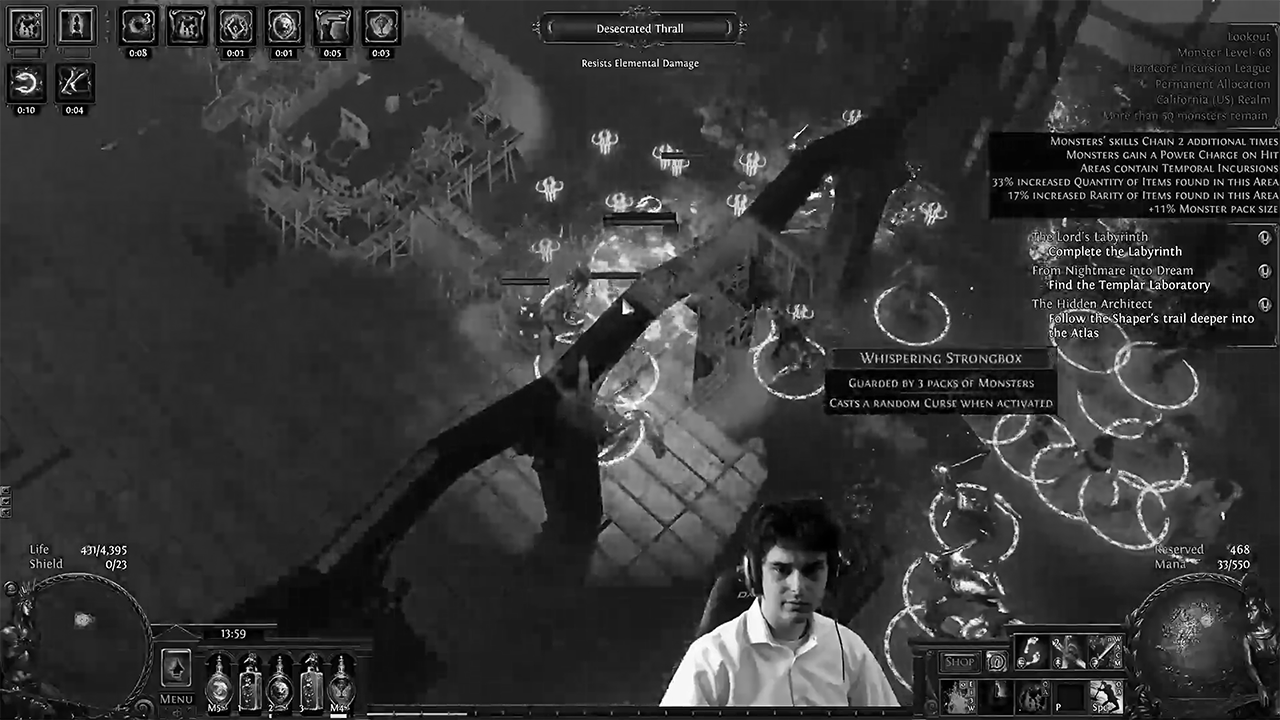 3
0:08
0:01
0:01
0:05
0:03
0:10
0:04
Desecrated Thrall
Resists Elemental Damage
Lookout
Monster Level: 68
Hardcore Incursion League
Permanent Allocation
California (US) Realm
More than 50 monsters remain
Monsters' skills Chain 2 additional times
Monsters gain a Power Charge on Hit
Areas contain Temporal Incursions
33% increased Quantity of Items found in this Area
17% increased Rarity of Items found in this Area
+11% Monster pack size
The Lord's Labyrinth
Complete the Labyrinth
From Nightmare into Dream
Find the Templar Laboratory
The Hidden Architect
Follow the Shaper's trail deeper into
the Atlas
Whispering Strongbox
Guarded by 3 packs of Monsters
Casts a random Curse when activated
Life 431/4,395
Shield 0/23
Reserved 468
Mana 33/550
13:59
Menu
M5 2 3 M4
Shop
P